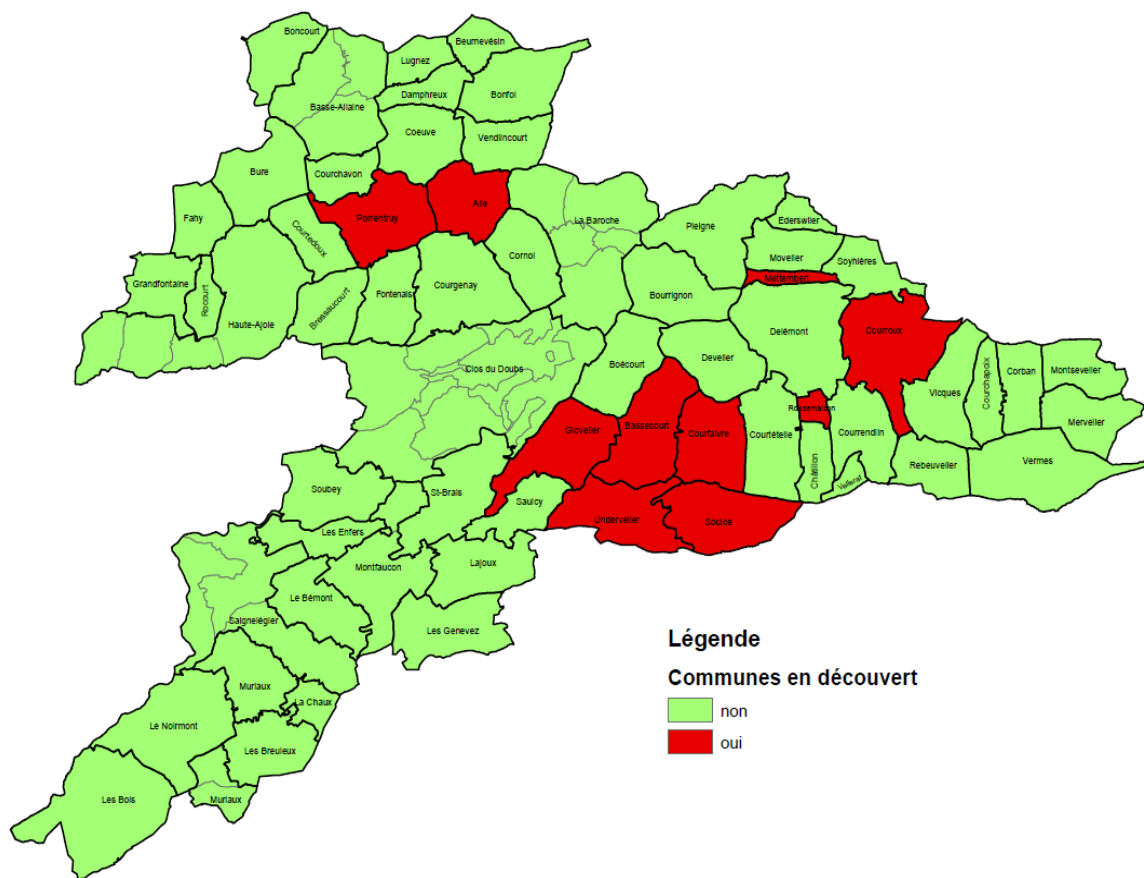 Boncourt
Beurnevésin
Lugnez
Damphreux
Bonfol
Basse-Allaine
Coeuve
Vendlincourt
Bure
Courchavon
Porrentruy
Alle
Fahy
Courtedoux
La Baroche
Pleigne
Ederswiler
Movelier
Soyhières
Mettembert
Cornol
Grandfontaine
Rocourt
Haute-Ajoie
Bressaucourt
Fontenais
Courgenay
Bourrignon
Delémont
Courroux
Clos du Doubs
Boécourt
Develier
Vicques
Courchapoix
Corban
Montsevelier
Mervelier
Glovelier
Bassecourt
Courfaivre
Courtételle
Rossemaison
Châtillon
Courrendlin
Vellerat
Rebeuvelier
Vermes
Soubey
St-Brais
Saulcy
Undervelier
Soulce
Les Enfers
Montfaucon
Lajoux
Le Bémont
Saignelégier
Les Genevez
Muriaux
La Chaux
Le Noirmont
Les Breuleux
Les Bois
Muriaux
Légende
Communes en découvert
non
oui